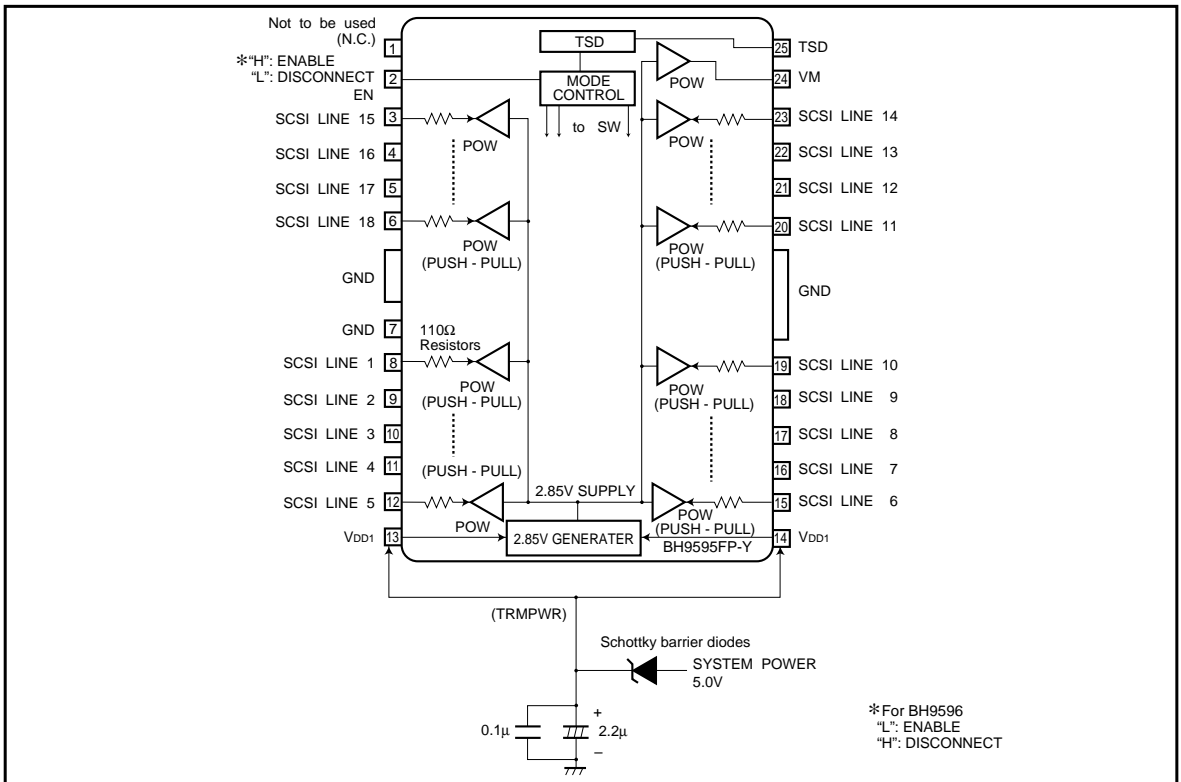 Not to be used
(N.C.)
1
TSD
25
TSD
*"H": ENABLE
"L": DISCONNECT
EN
2
MODE
CONTROL
POW
24
VM
to SW
SCSI LINE 15
3
POW
POW
23
SCSI LINE 14
SCSI LINE 16
4
22
SCSI LINE 13
SCSI LINE 17
5
21
SCSI LINE 12
SCSI LINE 18
6
POW
(PUSH - PULL)
POW
(PUSH - PULL)
20
SCSI LINE 11
GND
GND
GND
7
110Ω
Resistors
SCSI LINE 1
8
POW
(PUSH - PULL)
POW
(PUSH - PULL)
19
SCSI LINE 10
SCSI LINE 2
9
18
SCSI LINE 9
SCSI LINE 3
10
17
SCSI LINE 8
SCSI LINE 4
11
(PUSH - PULL)
16
SCSI LINE 7
SCSI LINE 5
12
POW
2.85V SUPPLY
POW
(PUSH - PULL)
15
SCSI LINE 6
VDD1
13
2.85V GENERATER
BH9595FP-Y
14
VDD1
(TRMPWR)
Schottky barrier diodes
SYSTEM POWER
5.0V
0.1μ
+
2.2μ
−
*For BH9596
"L": ENABLE
"H": DISCONNECT